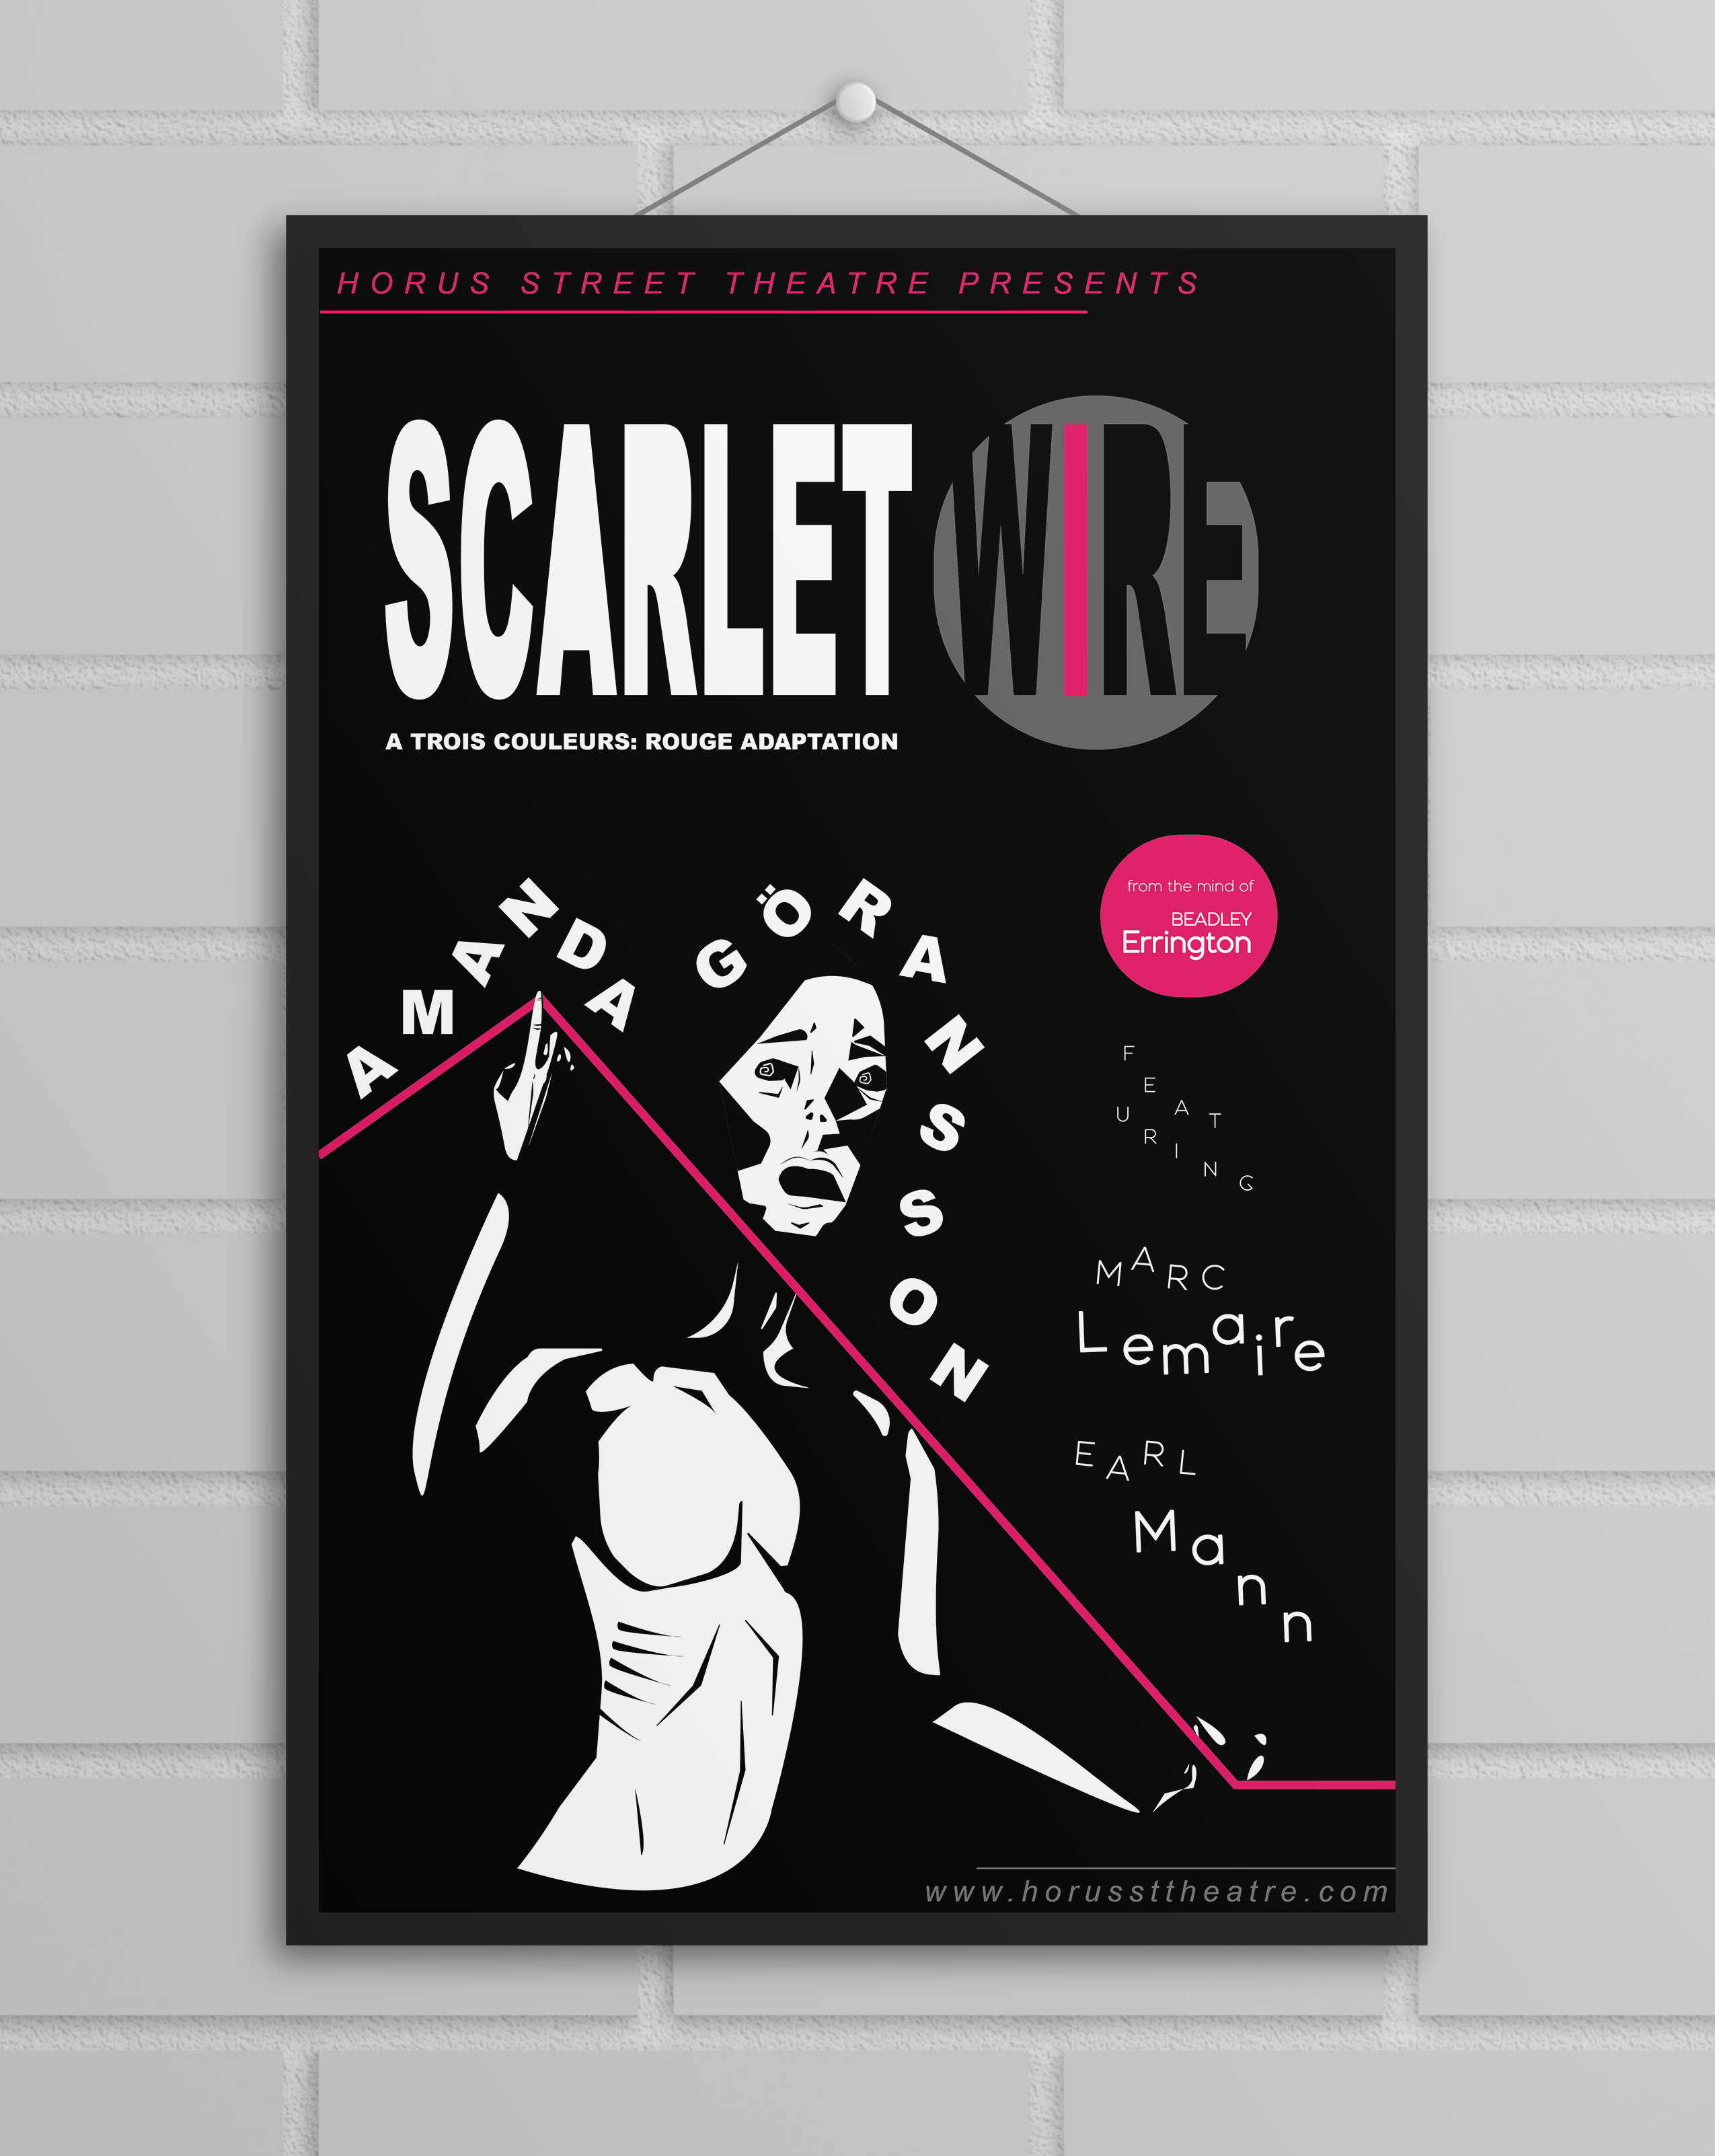 HORUS STREET THEATRE PRESENTS
SCARLET WIRE
A TROIS COULEURS: ROUGE ADAPTATION
AMANDA GÖRANSSON
from the mind of
BEADLEY
Errington
FEATURING
MARC
Lemaire
EARL
Mann
www.horussttheatre.com